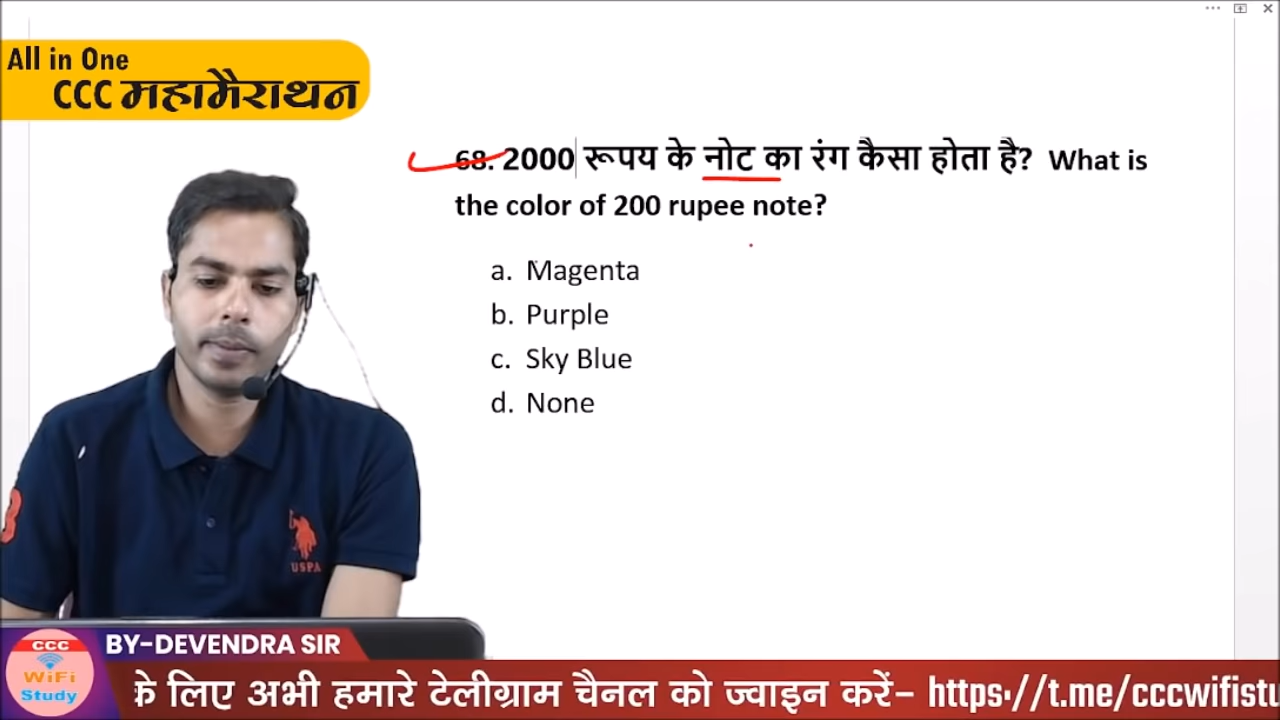 All in One
CCC महामैराथन
68. 2000 रूपय के नोट का रंग कैसा होता है? What is
the color of 200 rupee note?
a. Magenta
b. Purple
c. Sky Blue
d. None
USPA
BY-DEVENDRA SIR
CCC
WiFi
Study
के लिए अभी हमारे टेलीग्राम चैनल को ज्वाइन करें- https://t.me/cccwifistu